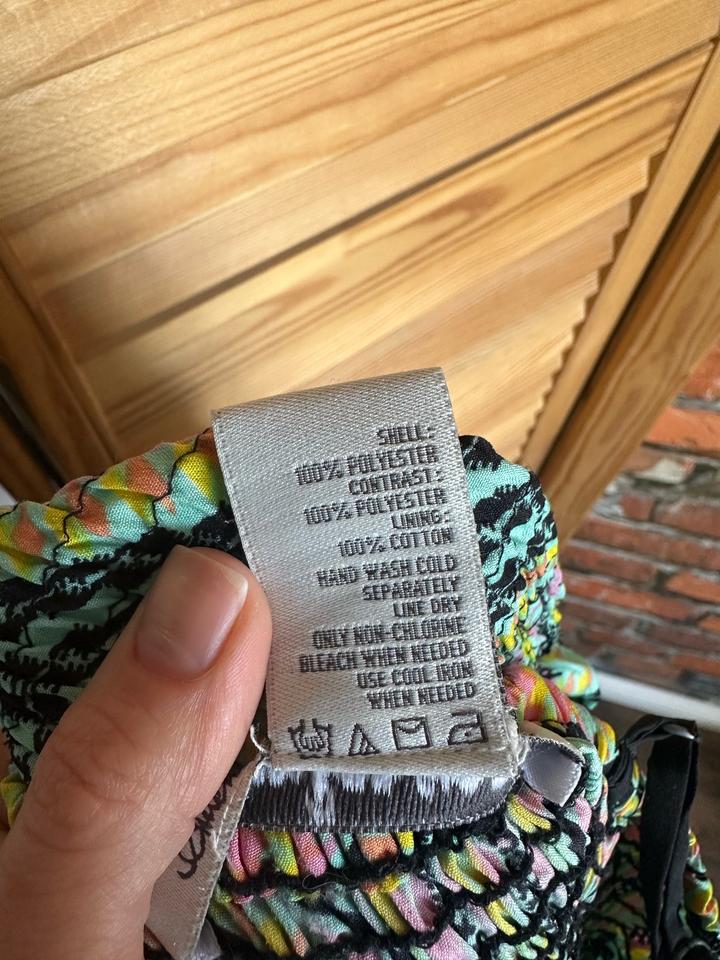 SHELL:
100% POLYESTER
CONTRAST:
100% POLYESTER
LINING:
100% COTTON
HAND WASH COLD
SEPARATELY
LINE DRY
ONLY NON-CHLORINE
BLEACH WHEN NEEDED
USE COOL IRON
WHEN NEEDED